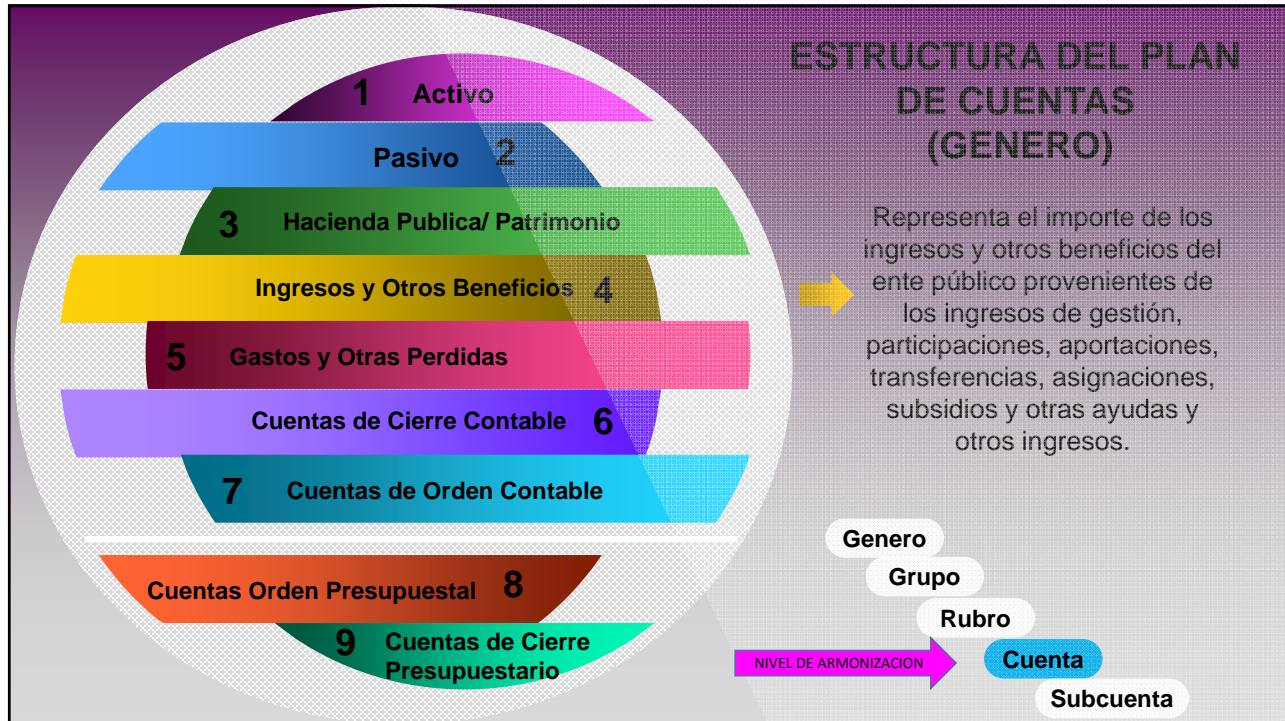 ESTRUCTURA DEL PLAN
DE CUENTAS
(GENERO)
1 Activo
Pasivo 2
3 Hacienda Publica/ Patrimonio
Ingresos y Otros Beneficios 4
5 Gastos y Otras Perdidas
Cuentas de Cierre Contable 6
7 Cuentas de Orden Contable
Cuentas Orden Presupuestal 8
9 Cuentas de Cierre
Presupuestario
Representa el importe de los
ingresos y otros beneficios del
ente público provenientes de
los ingresos de gestión,
participaciones, aportaciones,
transferencias, asignaciones,
subsidios y otras ayudas y
otros ingresos.
Genero
Grupo
Rubro
NIVEL DE ARMONIZACION
Cuenta
Subcuenta